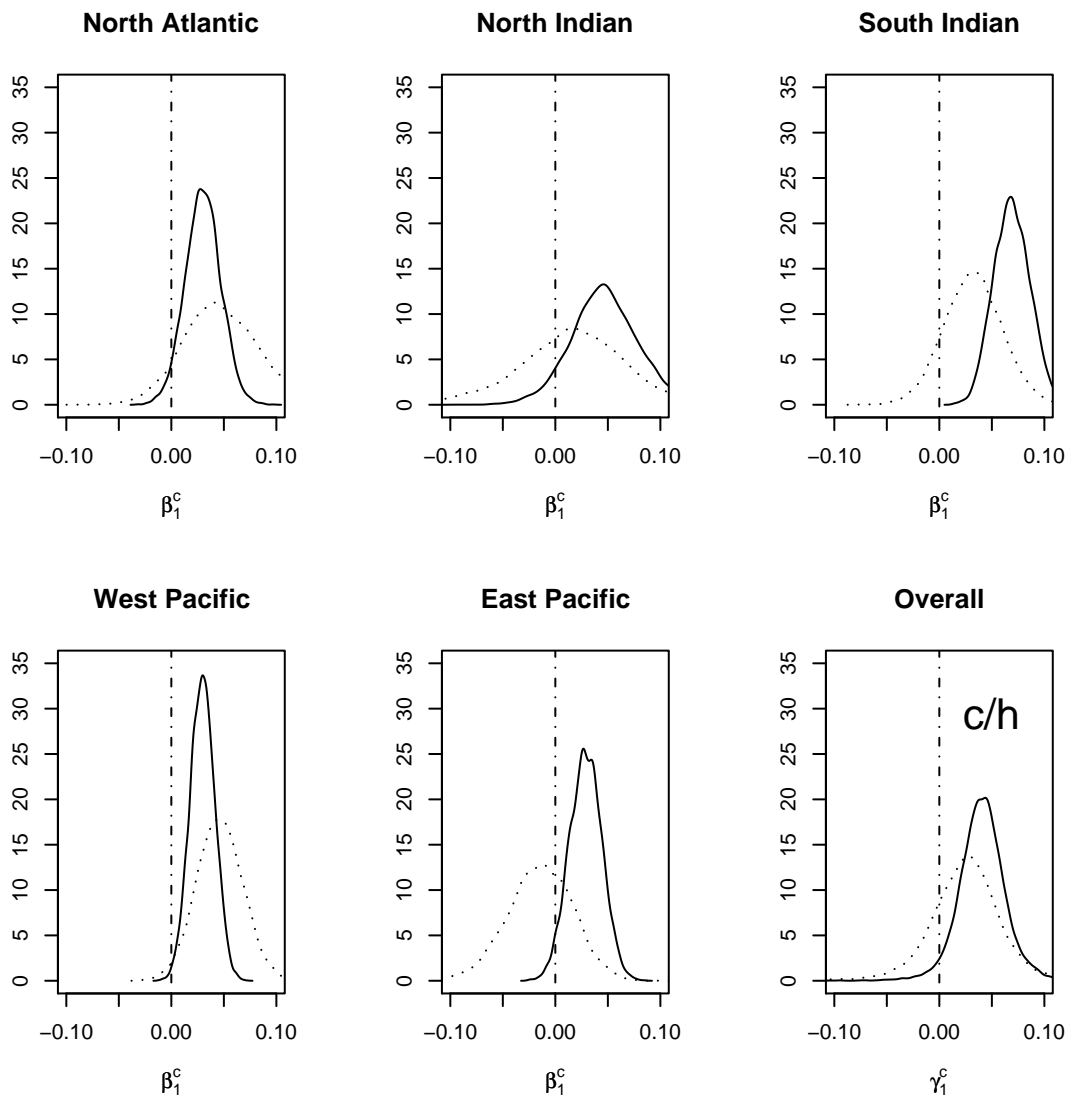 North Atlantic
North Indian
South Indian
0 5 10 15 20 25 30 35
0 5 10 15 20 25 30 35
0 5 10 15 20 25 30 35
−0.10 0.00 0.10
−0.10 0.00 0.10
−0.10 0.00 0.10
β₁ᶜ
β₁ᶜ
β₁ᶜ
West Pacific
East Pacific
Overall
0 5 10 15 20 25 30 35
0 5 10 15 20 25 30 35
0 5 10 15 20 25 30 35
c/h
−0.10 0.00 0.10
−0.10 0.00 0.10
−0.10 0.00 0.10
β₁ᶜ
β₁ᶜ
γ₁ᶜ